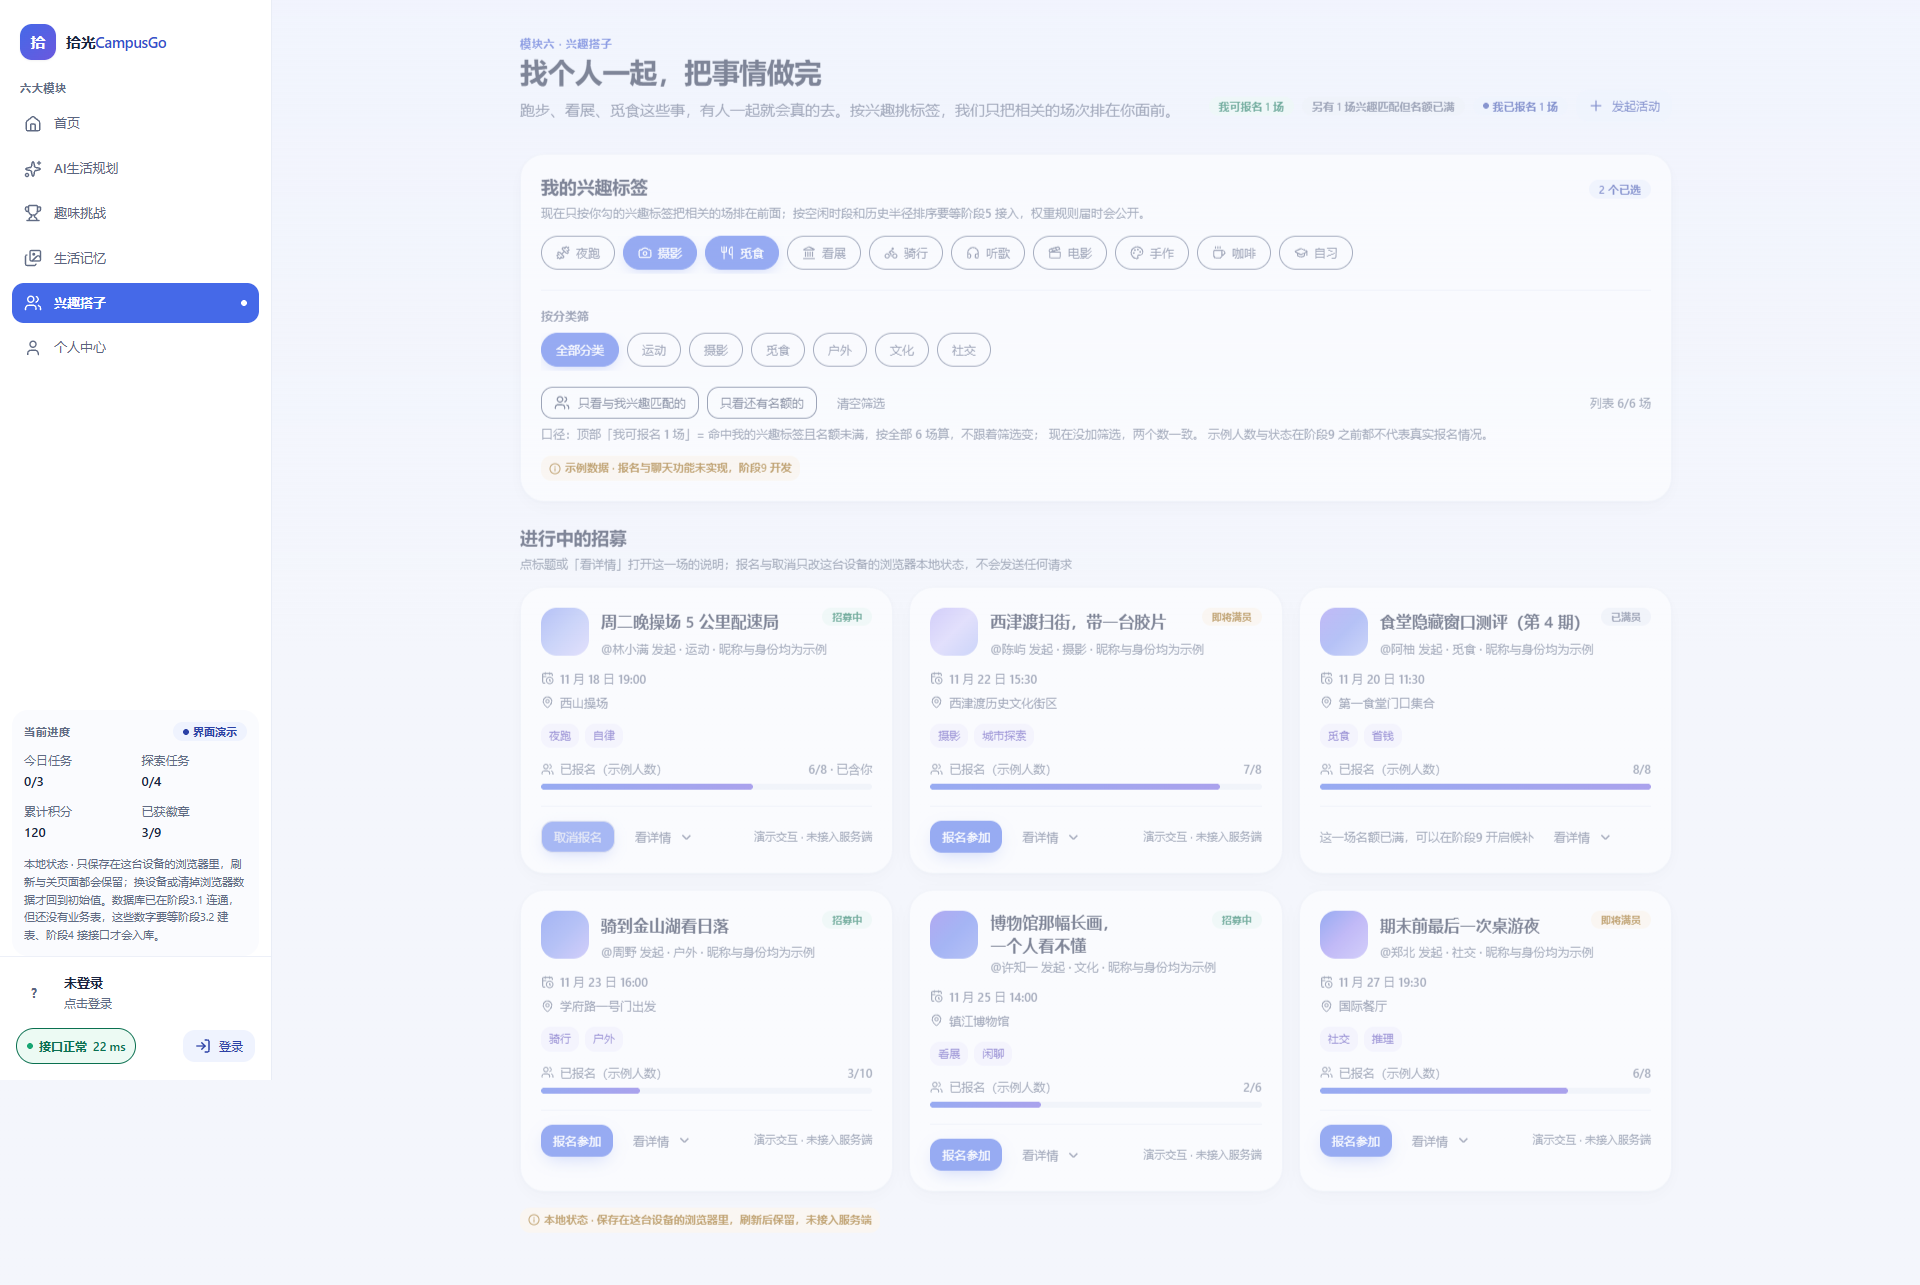 拾
拾光CampusGo
六大模块
首页
AI生活规划
趣味挑战
生活记忆
兴趣搭子
个人中心
当前进度
界面演示
今日任务
探索任务
0/3
0/4
累计积分
已获徽章
120
3/9
本地状态 · 只保存在这台设备的浏览器里，刷
新与关页面都会保留；换设备或清掉浏览器数
据才回到初始值。数据库已在阶段3.1 连通，
但还没有业务表，这些数字要等阶段3.2 建
表、阶段4 接接口才会入库。
?
未登录
点击登录
接口正常 22 ms
登录
模块六 · 兴趣搭子
找个人一起，把事情做完
跑步、看展、觅食这些事，有人一起就会真的去。按兴趣挑标签，我们只把相关的场次排在你面前。
我可报名 1 场
另有 1 场兴趣匹配但名额已满
我已报名 1 场
发起活动
我的兴趣标签
2 个已选
现在只按你勾的兴趣标签把相关的场排在前面；按空闲时段和历史半径排序要等阶段5 接入，权重规则届时会公开。
夜跑
摄影
觅食
看展
骑行
听歌
电影
手作
咖啡
自习
按分类筛
全部分类
运动
摄影
觅食
户外
文化
社交
只看与我兴趣匹配的
只看还有名额的
清空筛选
列表 6/6 场
口径：顶部「我可报名 1 场」= 命中我的兴趣标签且名额未满，按全部 6 场算，不跟着筛选变； 现在没加筛选，两个数一致。 示例人数与状态在阶段9 之前都不代表真实报名情况。
示例数据 · 报名与聊天功能未实现，阶段9 开发
进行中的招募
点标题或「看详情」打开这一场的说明；报名与取消只改这台设备的浏览器本地状态，不会发送任何请求
周二晚操场 5 公里配速局
招募中
@林小满 发起 · 运动 · 昵称与身份均为示例
11 月 18 日 19:00
西山操场
夜跑
自律
已报名（示例人数）
6/8 · 已含你
取消报名
看详情
演示交互 · 未接入服务端
西津渡扫街，带一台胶片
即将满员
@陈屿 发起 · 摄影 · 昵称与身份均为示例
11 月 22 日 15:30
西津渡历史文化街区
摄影
城市探索
已报名（示例人数）
7/8
报名参加
看详情
演示交互 · 未接入服务端
食堂隐藏窗口测评（第 4 期）
已满员
@阿柚 发起 · 觅食 · 昵称与身份均为示例
11 月 20 日 11:30
第一食堂门口集合
觅食
省钱
已报名（示例人数）
8/8
这一场名额已满，可以在阶段9 开启候补
看详情
骑到金山湖看日落
招募中
@周野 发起 · 户外 · 昵称与身份均为示例
11 月 23 日 16:00
学府路一号门出发
骑行
户外
已报名（示例人数）
3/10
报名参加
看详情
演示交互 · 未接入服务端
博物馆那幅长画，
一个人看不懂
招募中
@许知一 发起 · 文化 · 昵称与身份均为示例
11 月 25 日 14:00
镇江博物馆
看展
闲聊
已报名（示例人数）
2/6
报名参加
看详情
演示交互 · 未接入服务端
期末前最后一次桌游夜
即将满员
@郑北 发起 · 社交 · 昵称与身份均为示例
11 月 27 日 19:30
国际餐厅
社交
推理
已报名（示例人数）
6/8
报名参加
看详情
演示交互 · 未接入服务端
本地状态 · 保存在这台设备的浏览器里，刷新后保留，未接入服务端